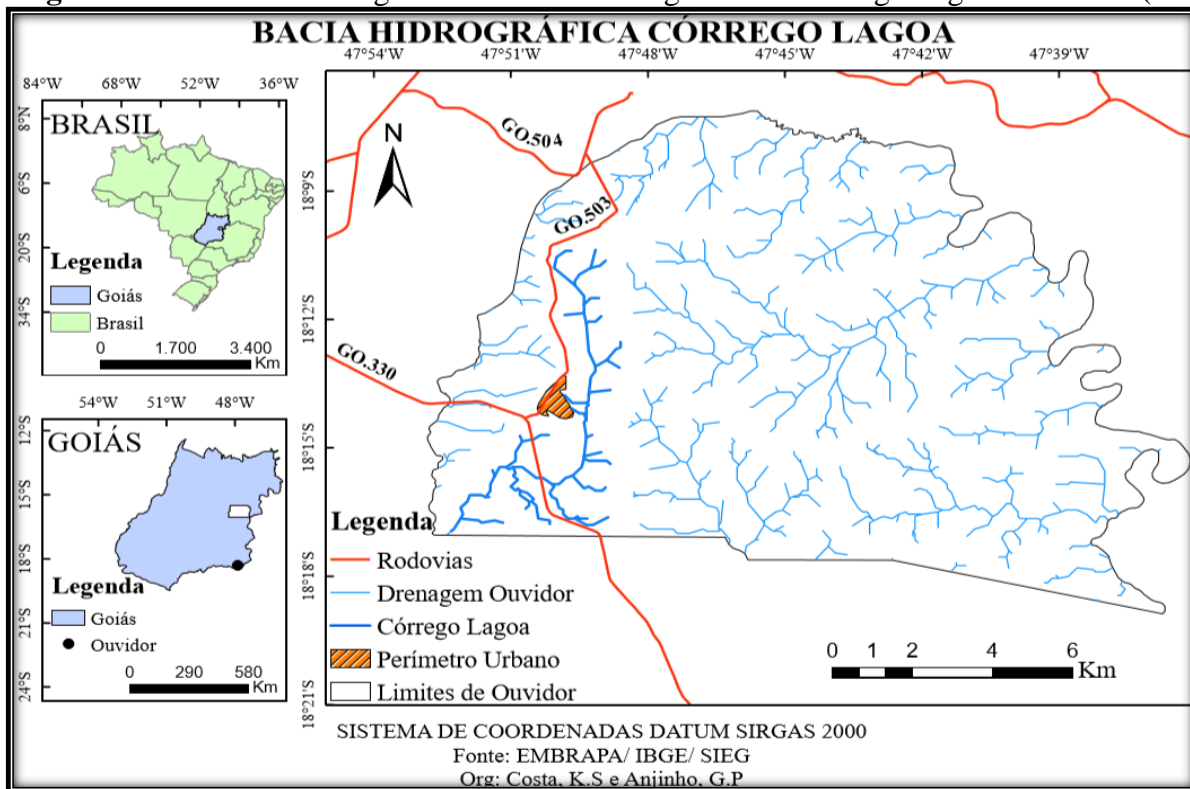 BACIA HIDROGRÁFICA CÓRREGO LAGOA
47°54'W 47°51'W 47°48'W 47°45'W 47°42'W 47°39'W
84°W 68°W 52°W 36°W
8°N
6°S
20°S
34°S
BRASIL
Legenda
Goiás
Brasil
0 1.700 3.400
Km
54°W 51°W 48°W
12°S
15°S
18°S
21°S
24°S
GOIÁS
Legenda
Goiás
Ouvidor
0 290 580
Km
18°9'S
18°12'S
18°15'S
18°18'S
18°21'S
N
GO.504
GO.503
GO.330
Legenda
Rodovias
Drenagem Ouvidor
Córrego Lagoa
Perímetro Urbano
Limites de Ouvidor
0 1 2 4 6
Km
SISTEMA DE COORDENADAS DATUM SIRGAS 2000
Fonte: EMBRAPA/ IBGE/ SIEG
Org: Costa, K.S e Anjinho, G.P